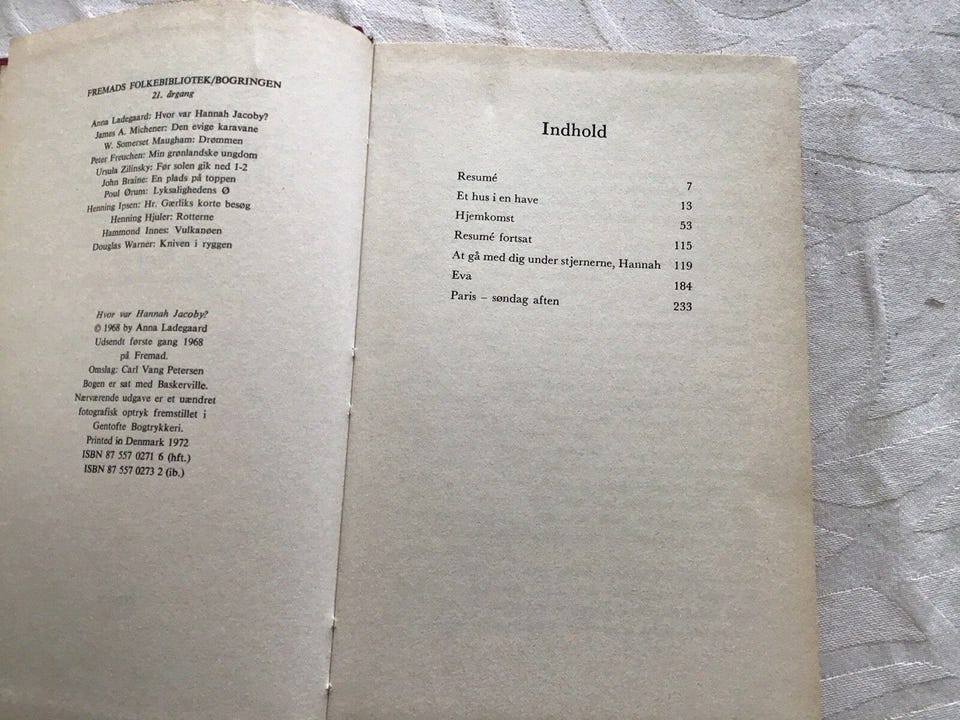 FREMADS FOLKEBIBLIOTEK/BOGRINGEN
21. årgang
Anna Ladegaard: Hvor var Hannah Jacoby?
James A. Michener: Den evige karavane
W. Somerset Maugham: Drømmen
Peter Freuchen: Min grønlandske ungdom
Ursula Zilinsky: Før solen gik ned 1-2
John Braine: En plads på toppen
Poul Ørum: Lyksalighedens Ø
Henning Ipsen: Hr. Gærliks korte besøg
Henning Hjuler: Rotterne
Hammond Innes: Vulkanøen
Douglas Warner: Kniven i ryggen
Hvor var Hannah Jacoby?
© 1968 by Anna Ladegaard
Udsendt første gang 1968
på Fremad.
Omslag: Carl Vang Petersen
Bogen er sat med Baskerville.
Nærværende udgave er et uændret
fotografisk optryk fremstillet i
Gentofte Bogtrykkeri.
Printed in Denmark 1972
ISBN 87 557 0271 6 (hft.)
ISBN 87 557 0273 2 (ib.)
Indhold
Resumé 7
Et hus i en have 13
Hjemkomst 53
Resumé fortsat 115
At gå med dig under stjernerne, Hannah 119
Eva 184
Paris – søndag aften 233